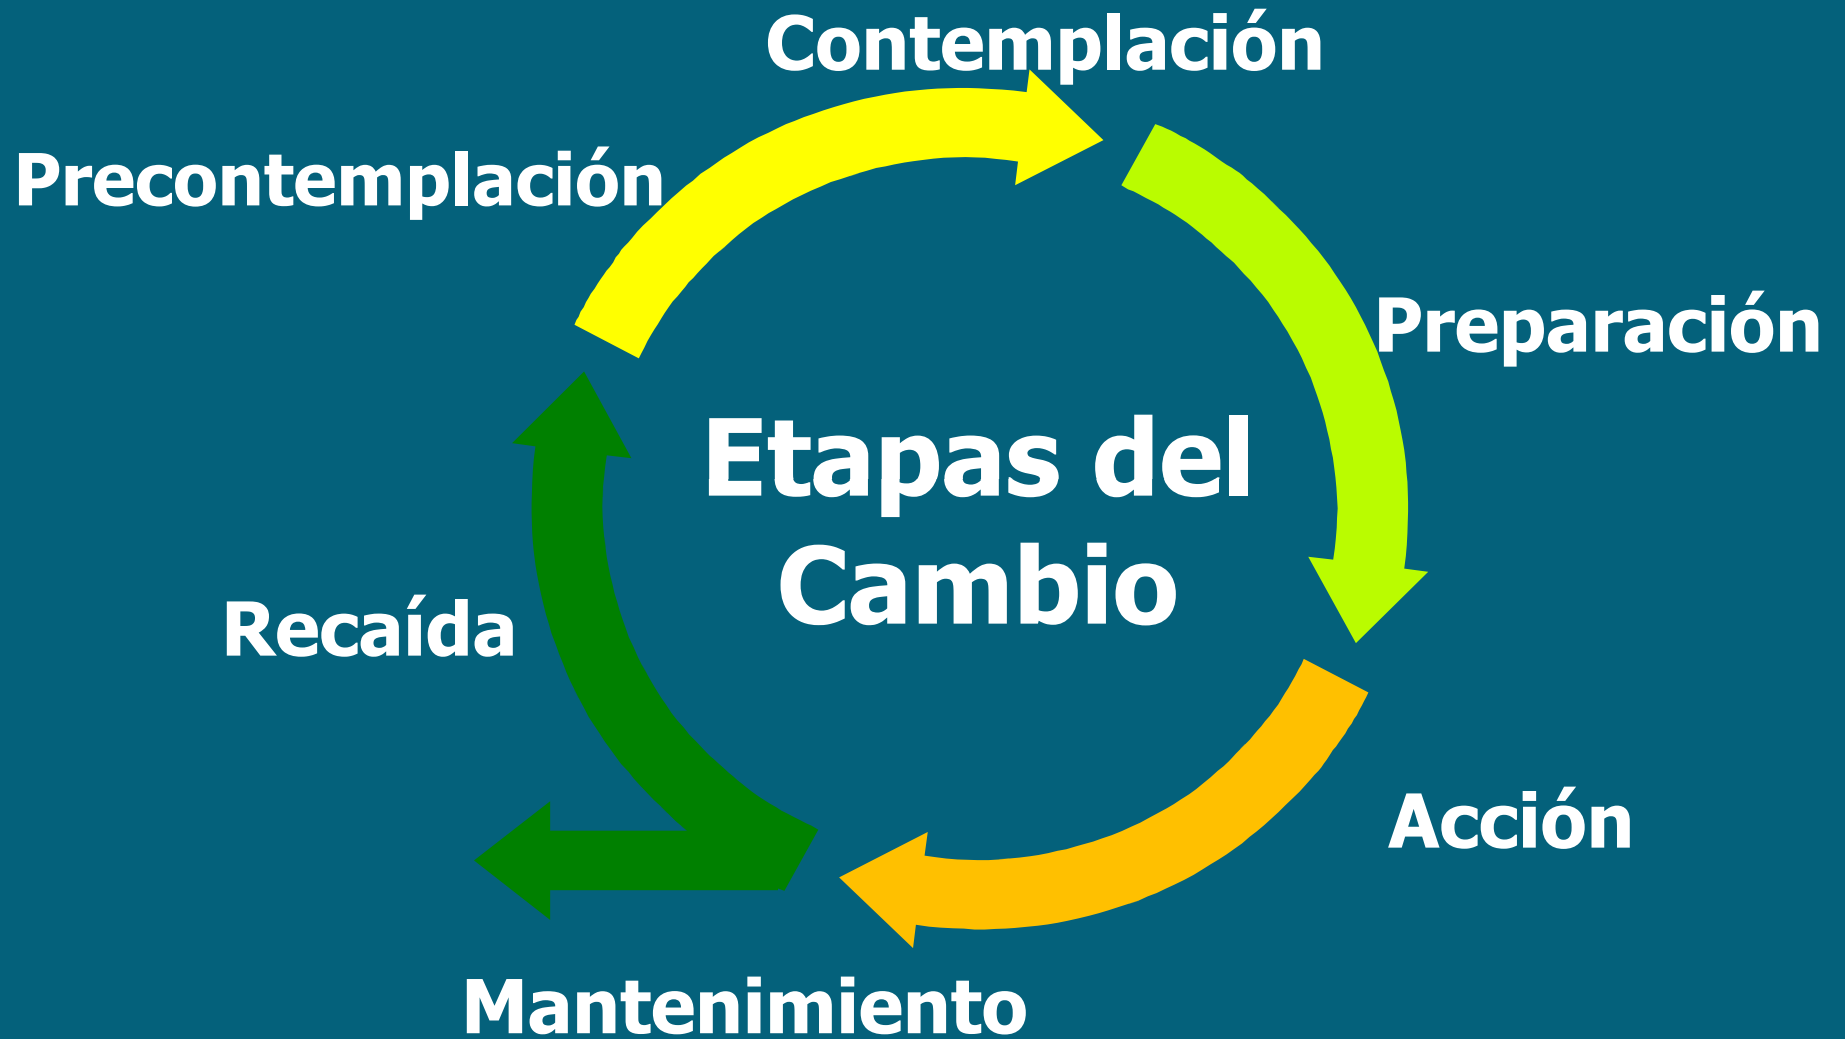 Contemplación
Precontemplación
Preparación
Etapas del
Cambio
Recaída
Acción
Mantenimiento